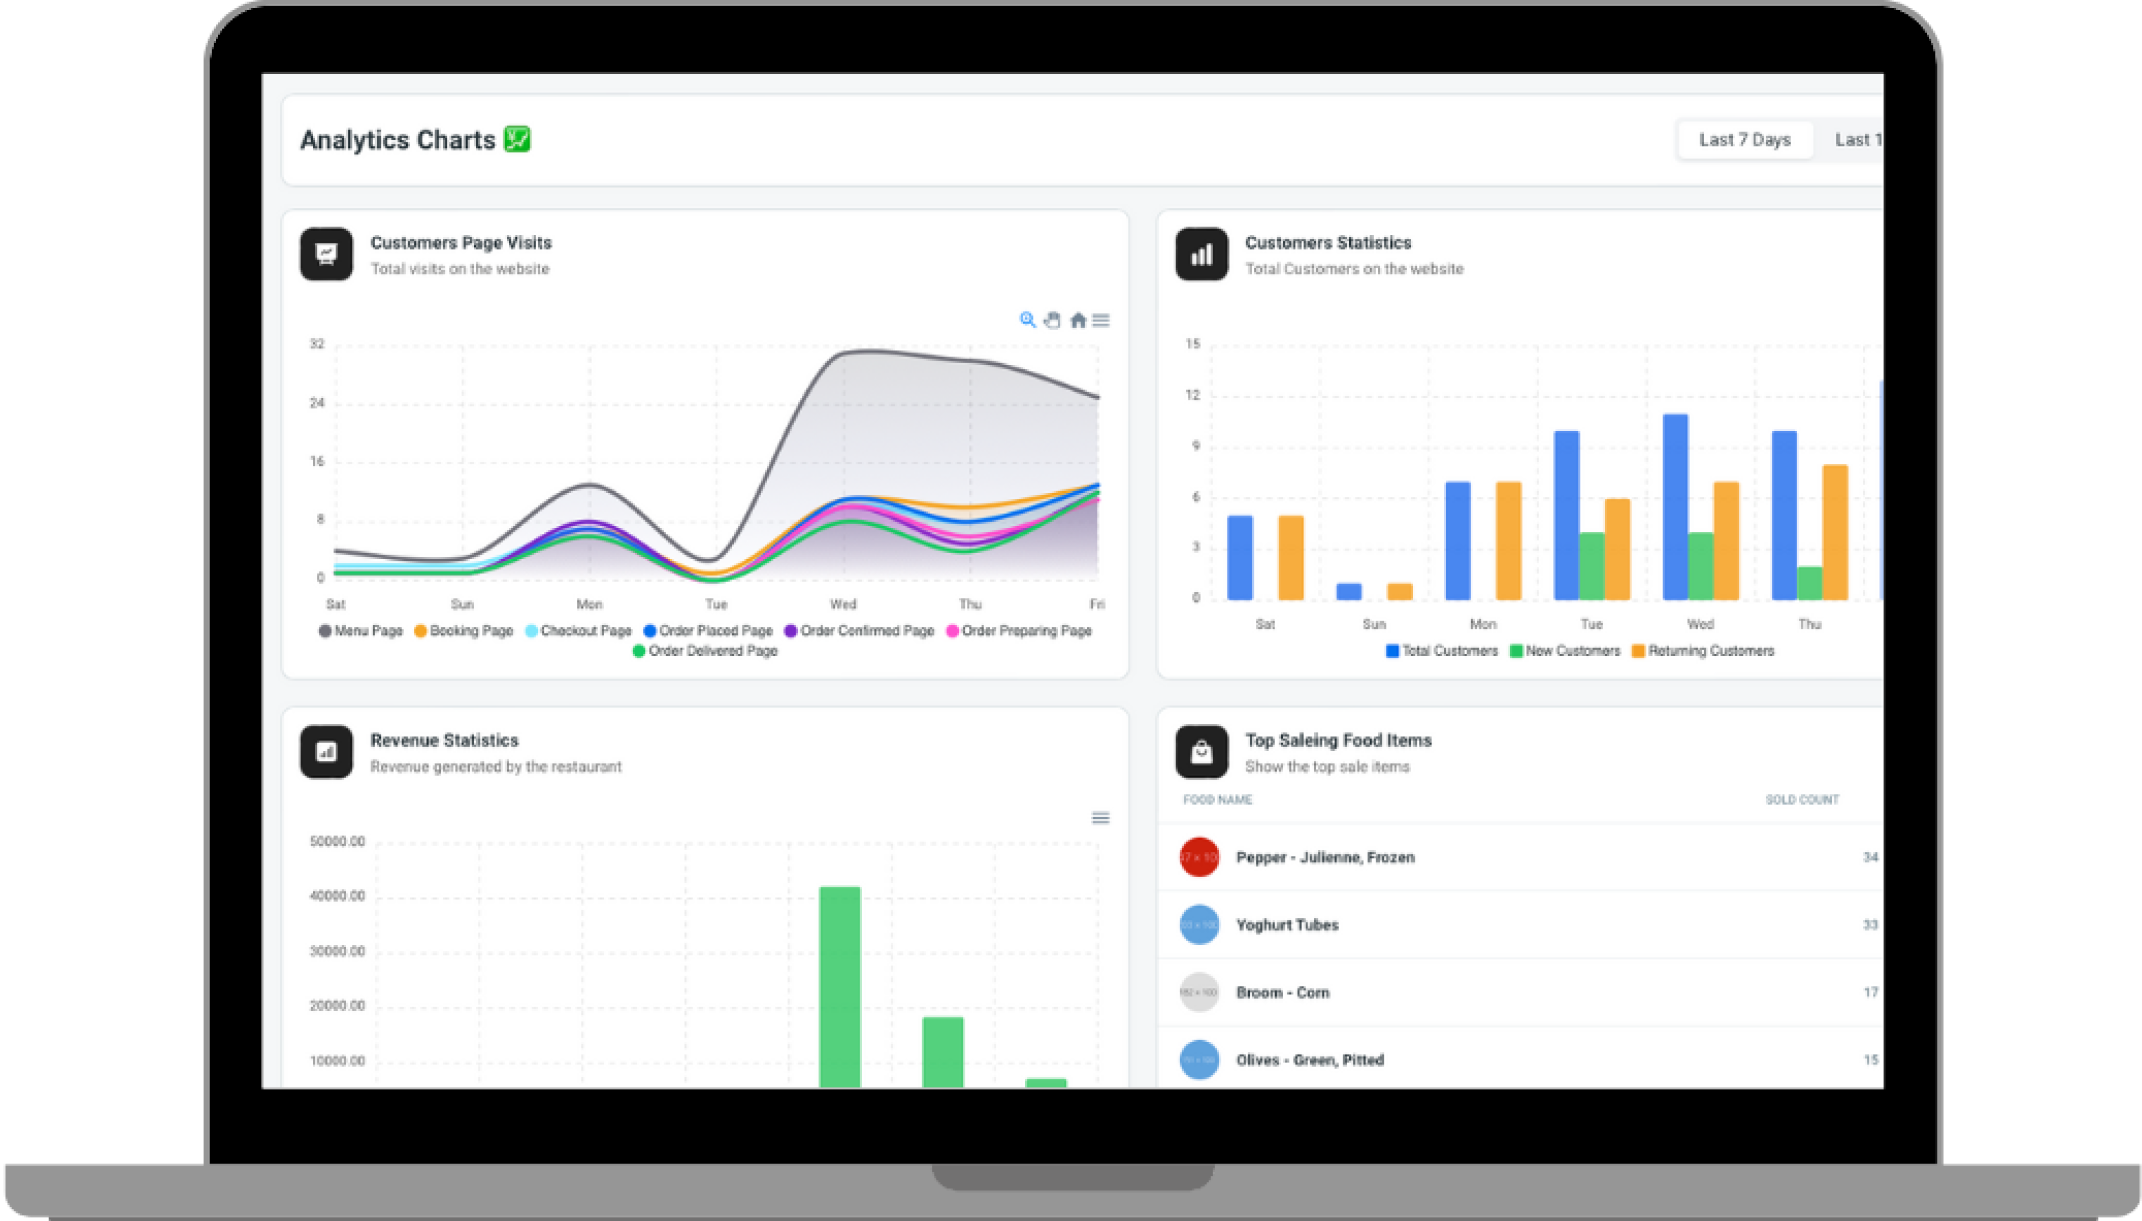 Analytics Charts
Last 7 Days
Last 1
Customers Page Visits
Total visits on the website
32
24
16
8
0
Sat Sun Mon Tue Wed Thu Fri
Menu Page Booking Page Checkout Page Order Placed Page Order Confirmed Page Order Preparing Page
Order Delivered Page
Customers Statistics
Total Customers on the website
15
12
9
6
3
0
Sat Sun Mon Tue Wed Thu
Total Customers New Customers Returning Customers
Revenue Statistics
Revenue generated by the restaurant
50000.00
40000.00
30000.00
20000.00
10000.00
Top Saleing Food Items
Show the top sale items
FOOD NAME SOLD COUNT
Pepper - Julienne, Frozen 34
Yoghurt Tubes 33
Broom - Corn 17
Olives - Green, Pitted 15